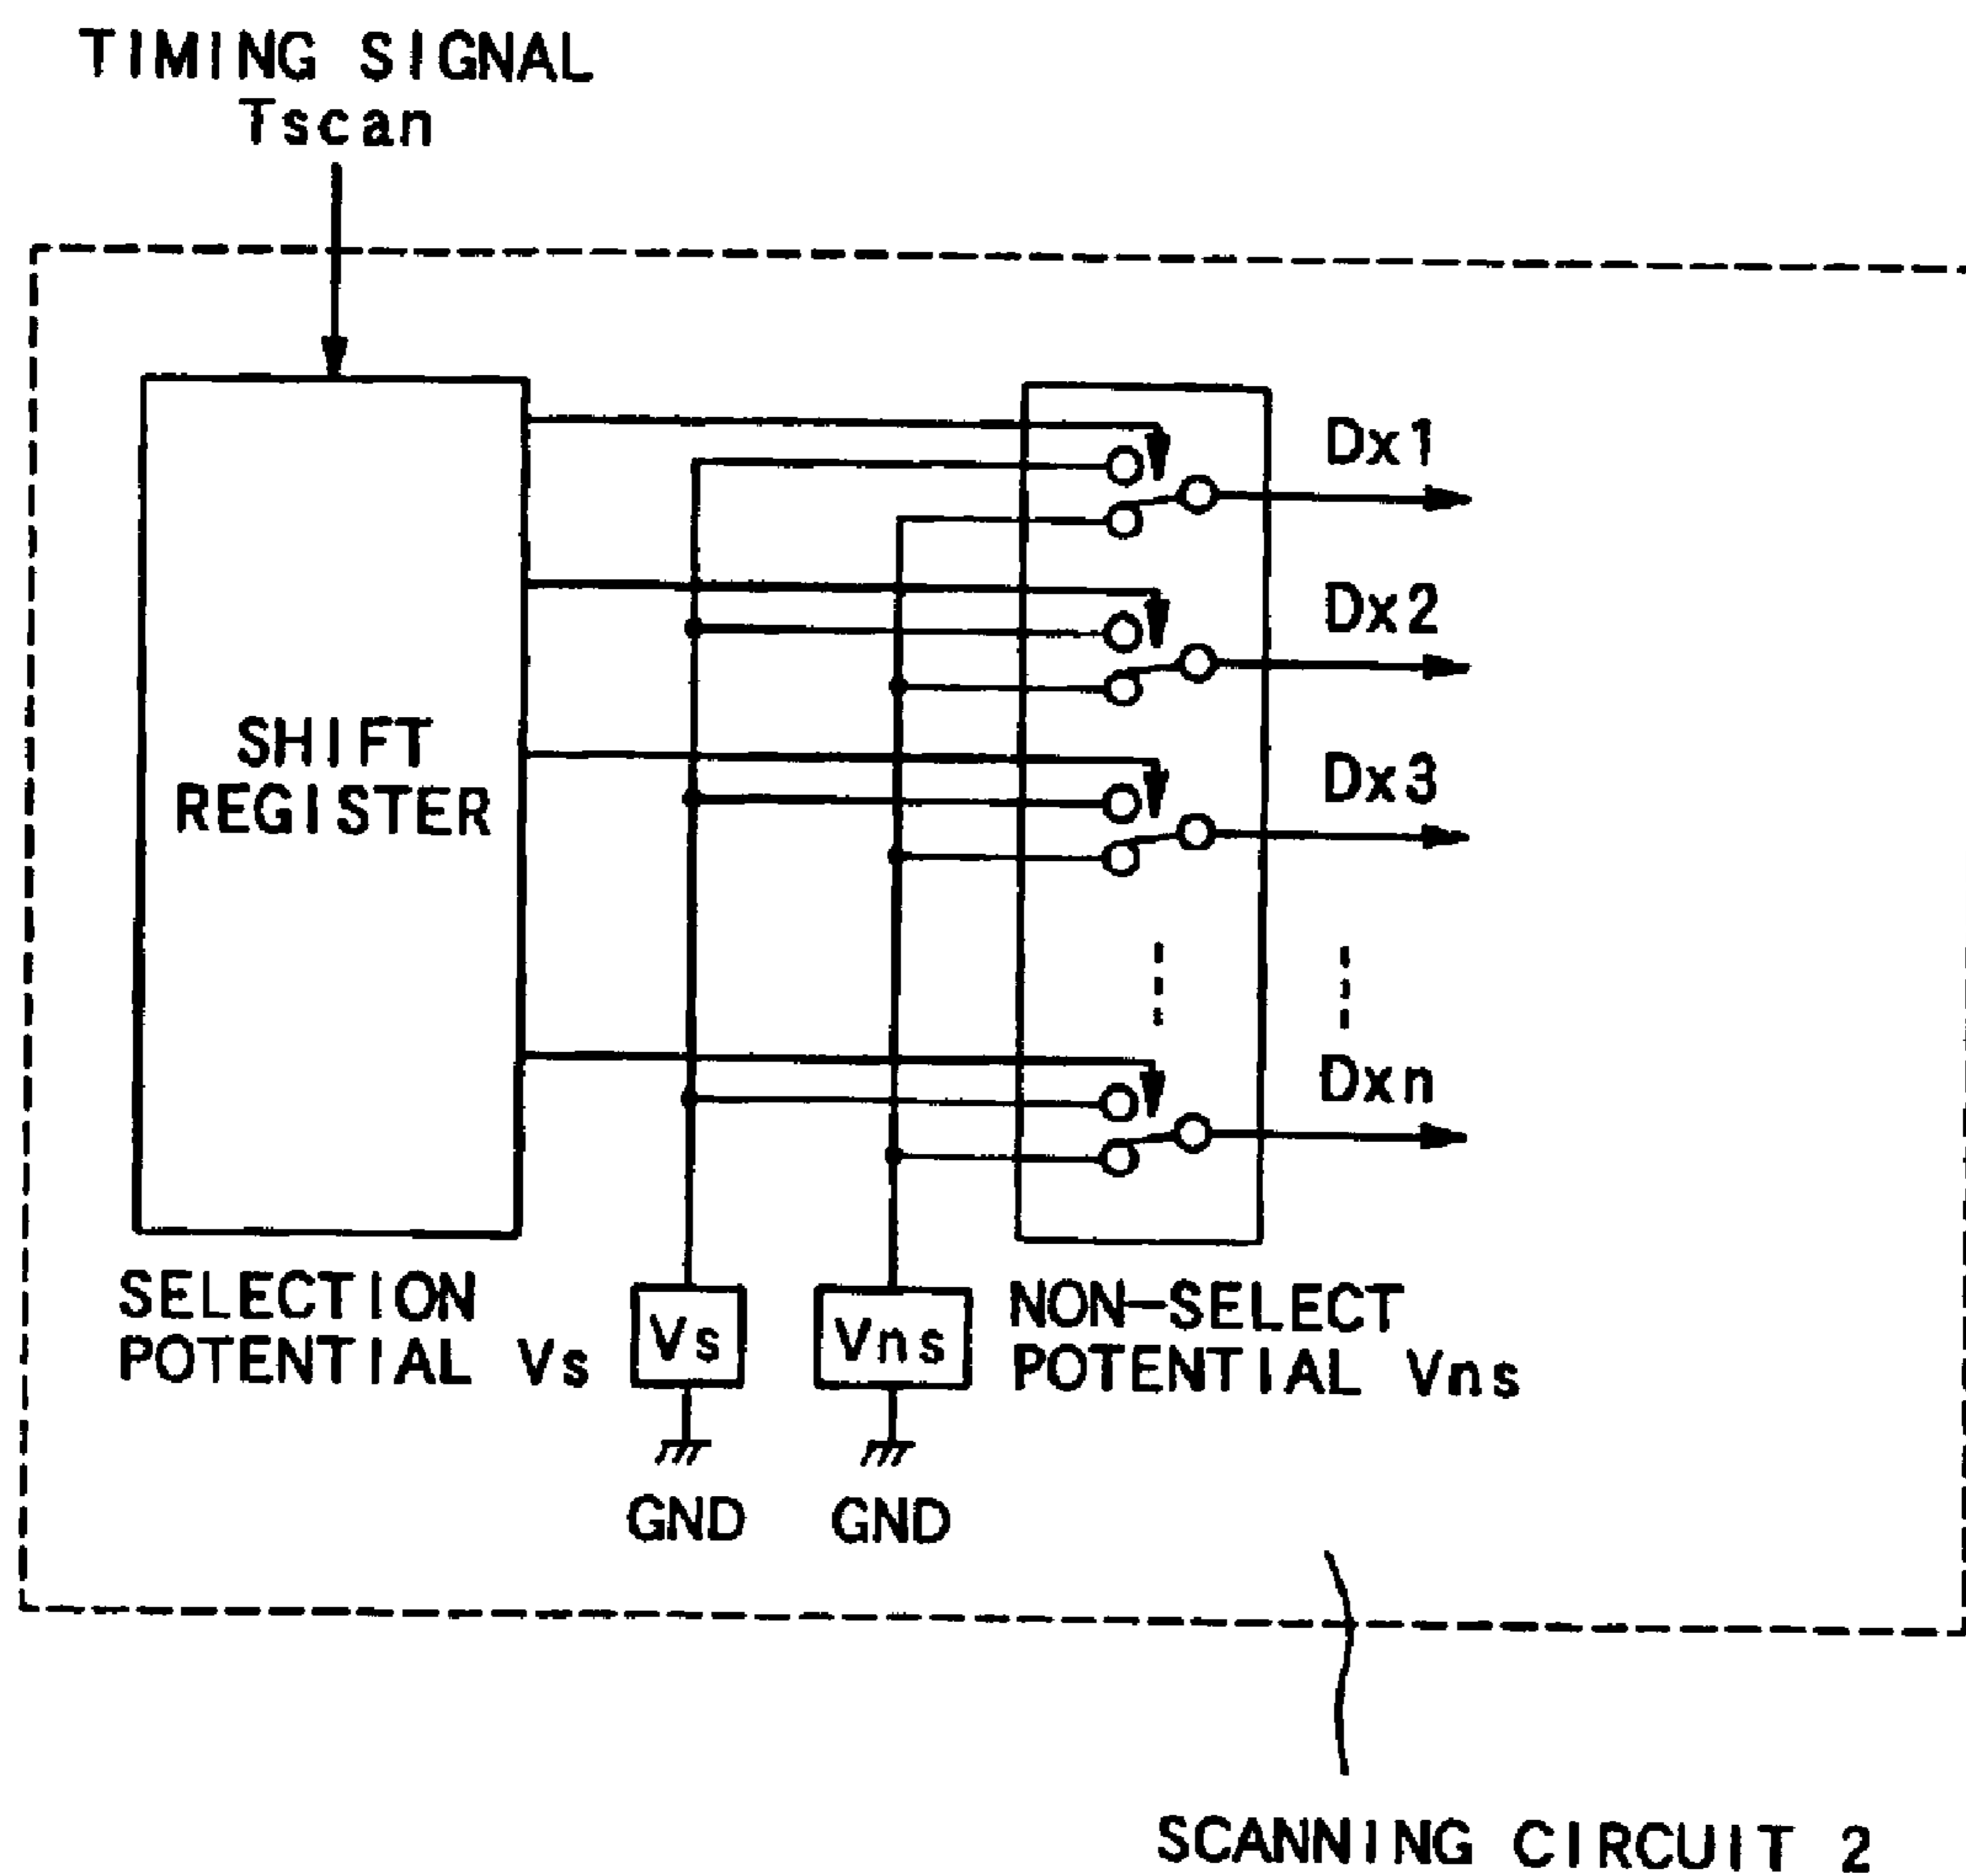 TIMING SIGNAL
Tscan
Dx1
Dx2
Dx3
Dxn
SHIFT
REGISTER
SELECTION
POTENTIAL Vs
Vs
Vns
NON-SELECT
POTENTIAL Vns
GND
GND
SCANNING CIRCUIT 2